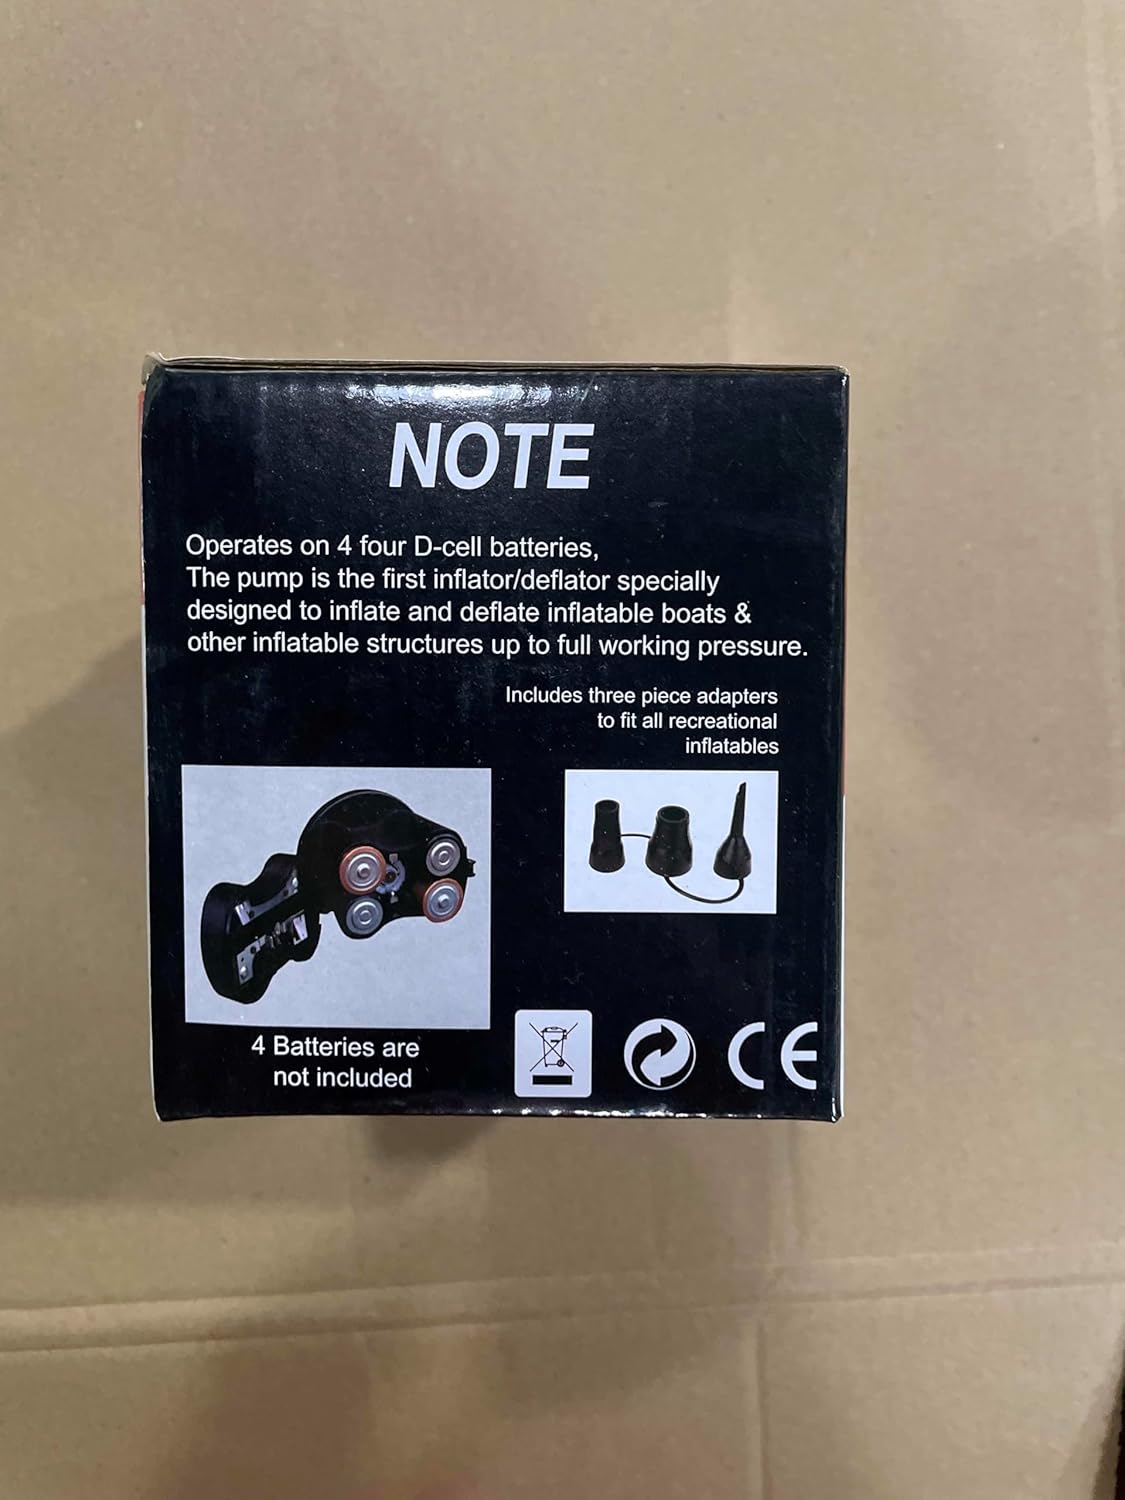 NOTE
Operates on 4 four D-cell batteries,
The pump is the first inflator/deflator specially
designed to inflate and deflate inflatable boats &
other inflatable structures up to full working pressure.
Includes three piece adapters
to fit all recreational
inflatables
4 Batteries are
not included
CE